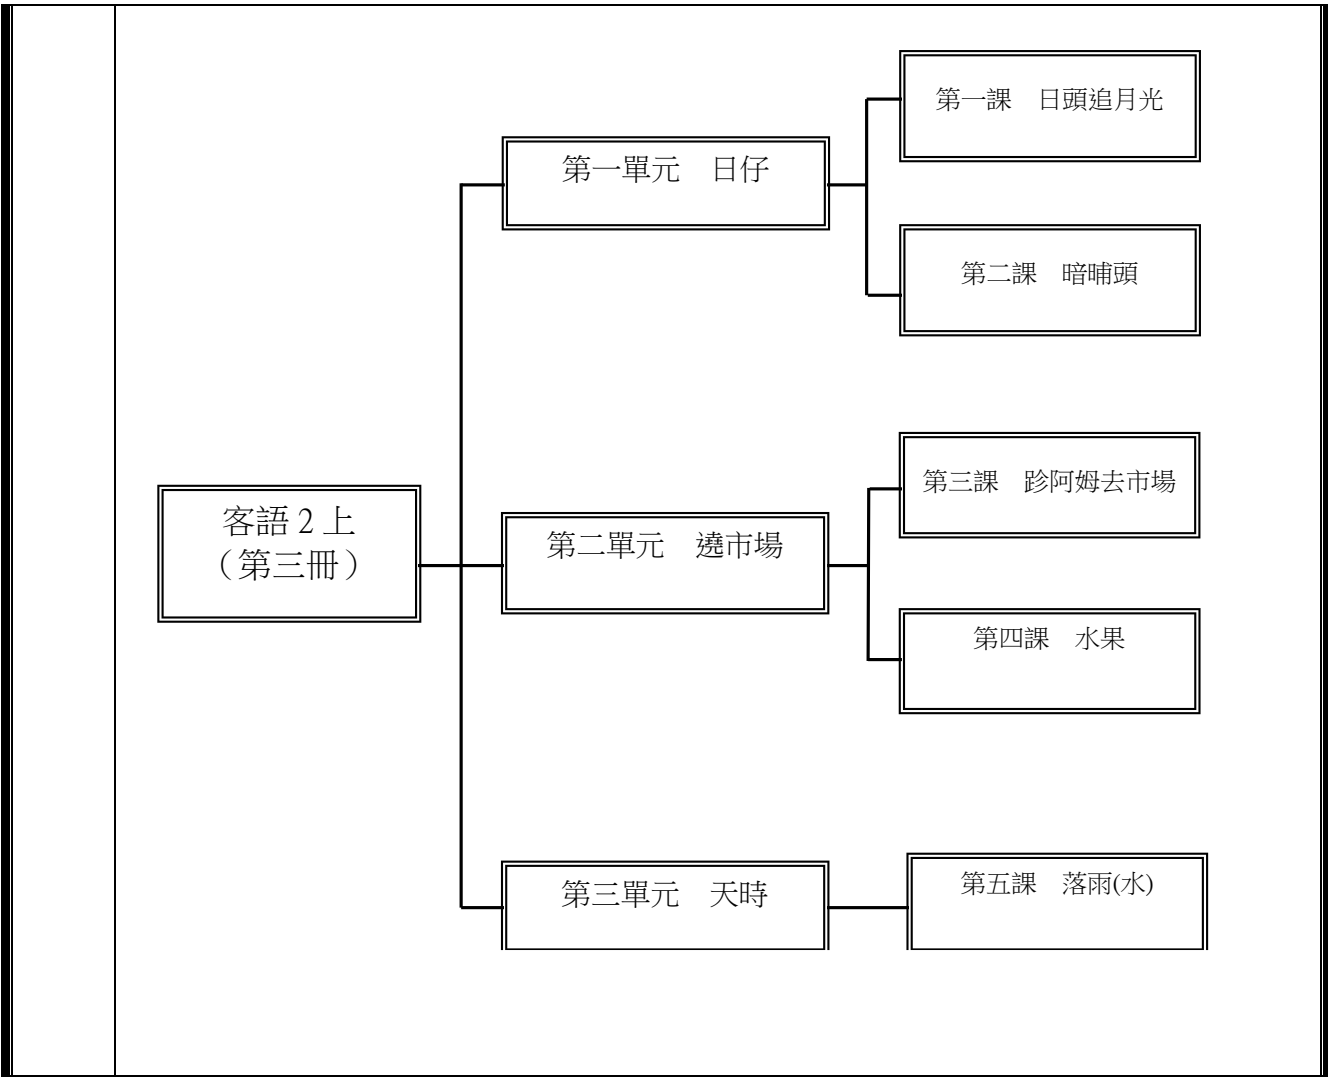 客語 2 上
（第三冊）
第一單元　日仔
第一課　日頭追月光
第二課　暗晡頭
第二單元　遶市場
第三課　跈阿姆去市場
第四課　水果
第三單元　天時
第五課　落雨(水)